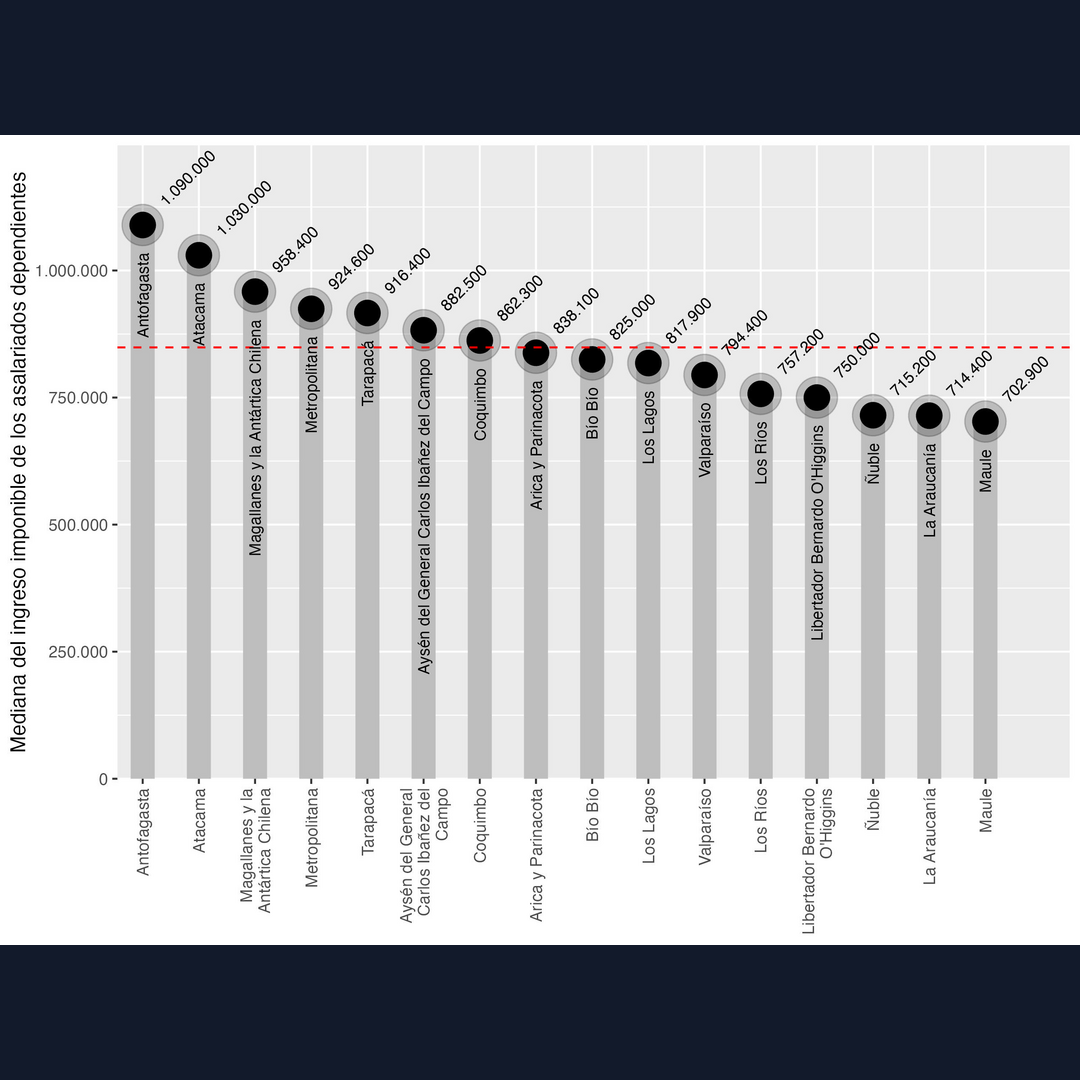 Mediana del ingreso imponible de los asalariados dependientes
1.000.000
750.000
500.000
250.000
0
1.090.000
1.030.000
958.400
924.600
916.400
882.500
862.300
838.100
825.000
817.900
794.400
757.200
750.000
715.200
714.400
702.900
Antofagasta
Atacama
Magallanes y la Antártica Chilena
Metropolitana
Tarapacá
Aysén del General Carlos Ibañez del Campo
Coquimbo
Arica y Parinacota
Bío Bío
Los Lagos
Valparaíso
Los Ríos
Libertador Bernardo O'Higgins
Ñuble
La Araucanía
Maule
Antofagasta
Atacama
Magallanes y la
Antártica Chilena
Metropolitana
Tarapacá
Aysén del General
Carlos Ibañez del
Campo
Coquimbo
Arica y Parinacota
Bío Bío
Los Lagos
Valparaíso
Los Ríos
Libertador Bernardo
O'Higgins
Ñuble
La Araucanía
Maule